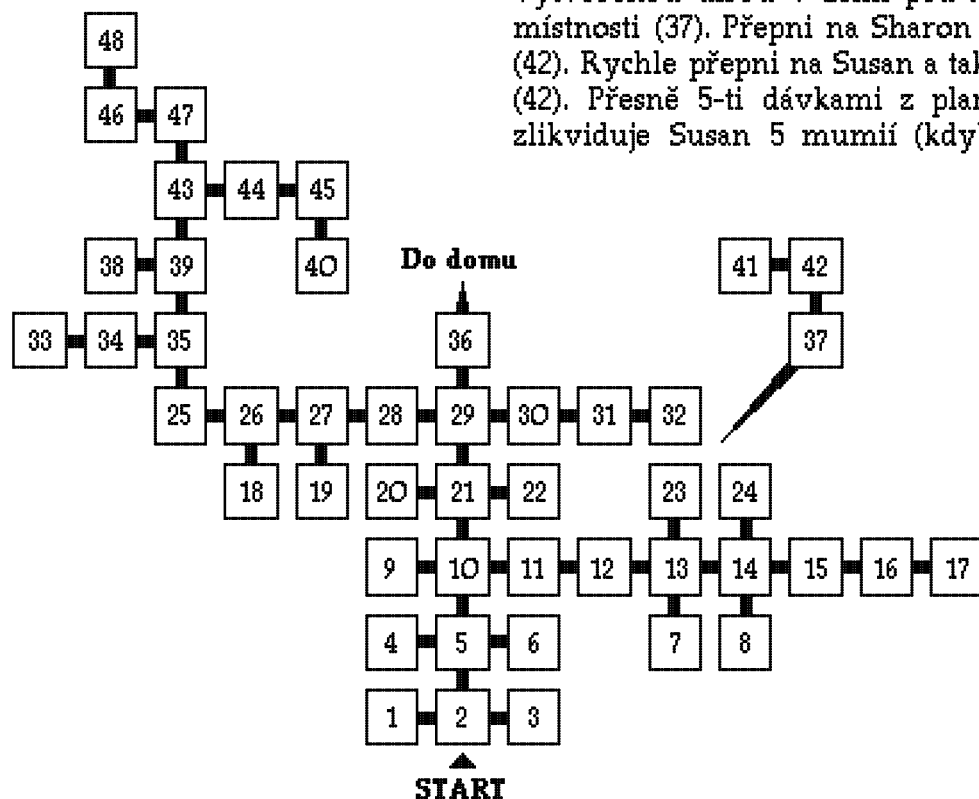 místnosti (37). Přepni na Sharon
(42). Rychle přepni na Susan a tak
(42). Přesně 5-ti dávkami z plan
zlikviduje Susan 5 mumií (kdy
48
46 47
43 44 45
38 39 40 Do domu 41 42
33 34 35 36 37
25 26 27 28 29 30 31 32
18 19 20 21 22 23 24
9 10 11 12 13 14 15 16 17
4 5 6 7 8
1 2 3
START